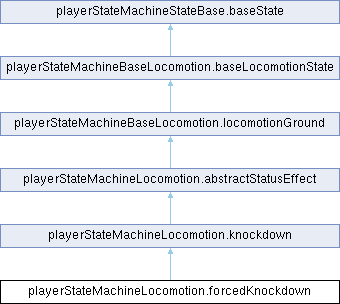 playerStateMachineStateBase.baseState
playerStateMachineBaseLocomotion.baseLocomotionState
playerStateMachineBaseLocomotion.locomotionGround
playerStateMachineLocomotion.abstractStatusEffect
playerStateMachineLocomotion.knockdown
playerStateMachineLocomotion.forcedKnockdown